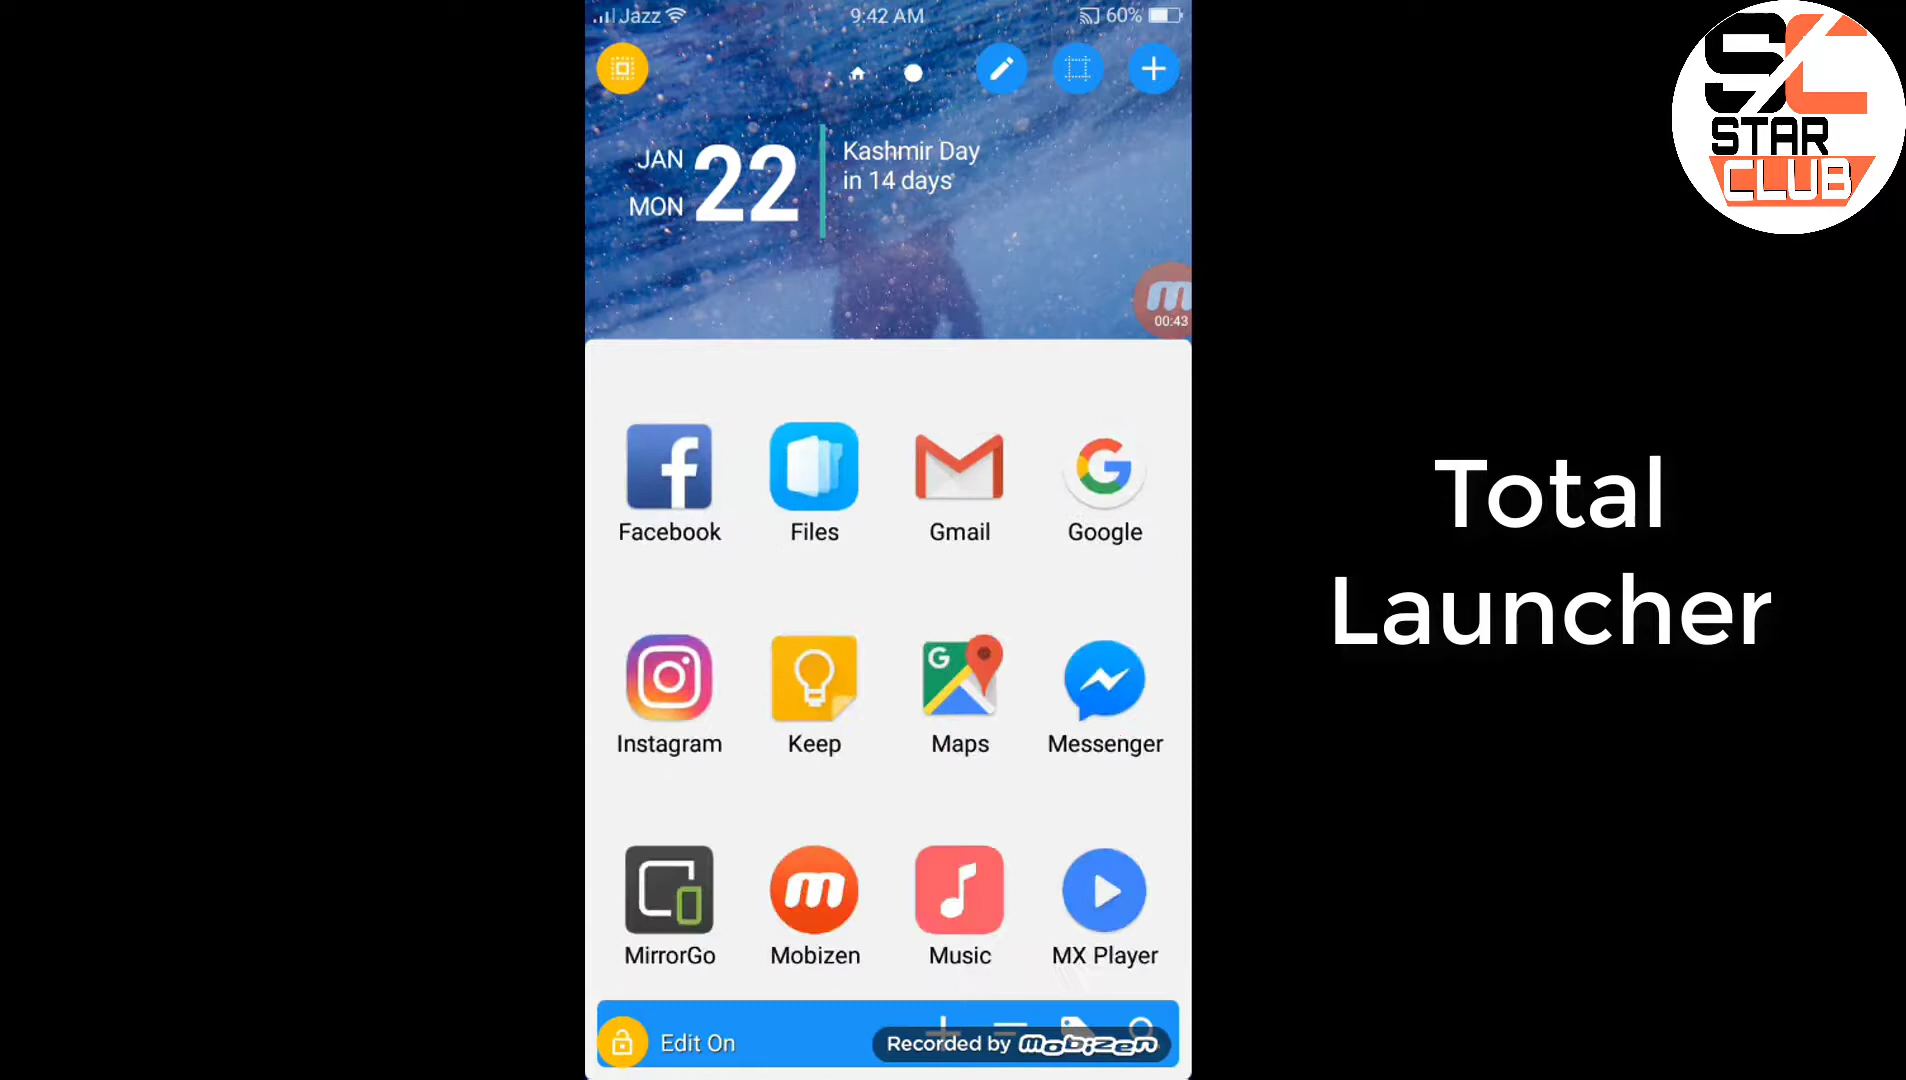 Jazz
9:42 AM
60%
SC
STAR
CLUB
JAN
MON
22
Kashmir Day
in 14 days
m
00:43
Facebook
Files
Gmail
Google
Total
Launcher
Instagram
Keep
Maps
Messenger
MirrorGo
Mobizen
Music
MX Player
Edit On
Recorded by mobizen